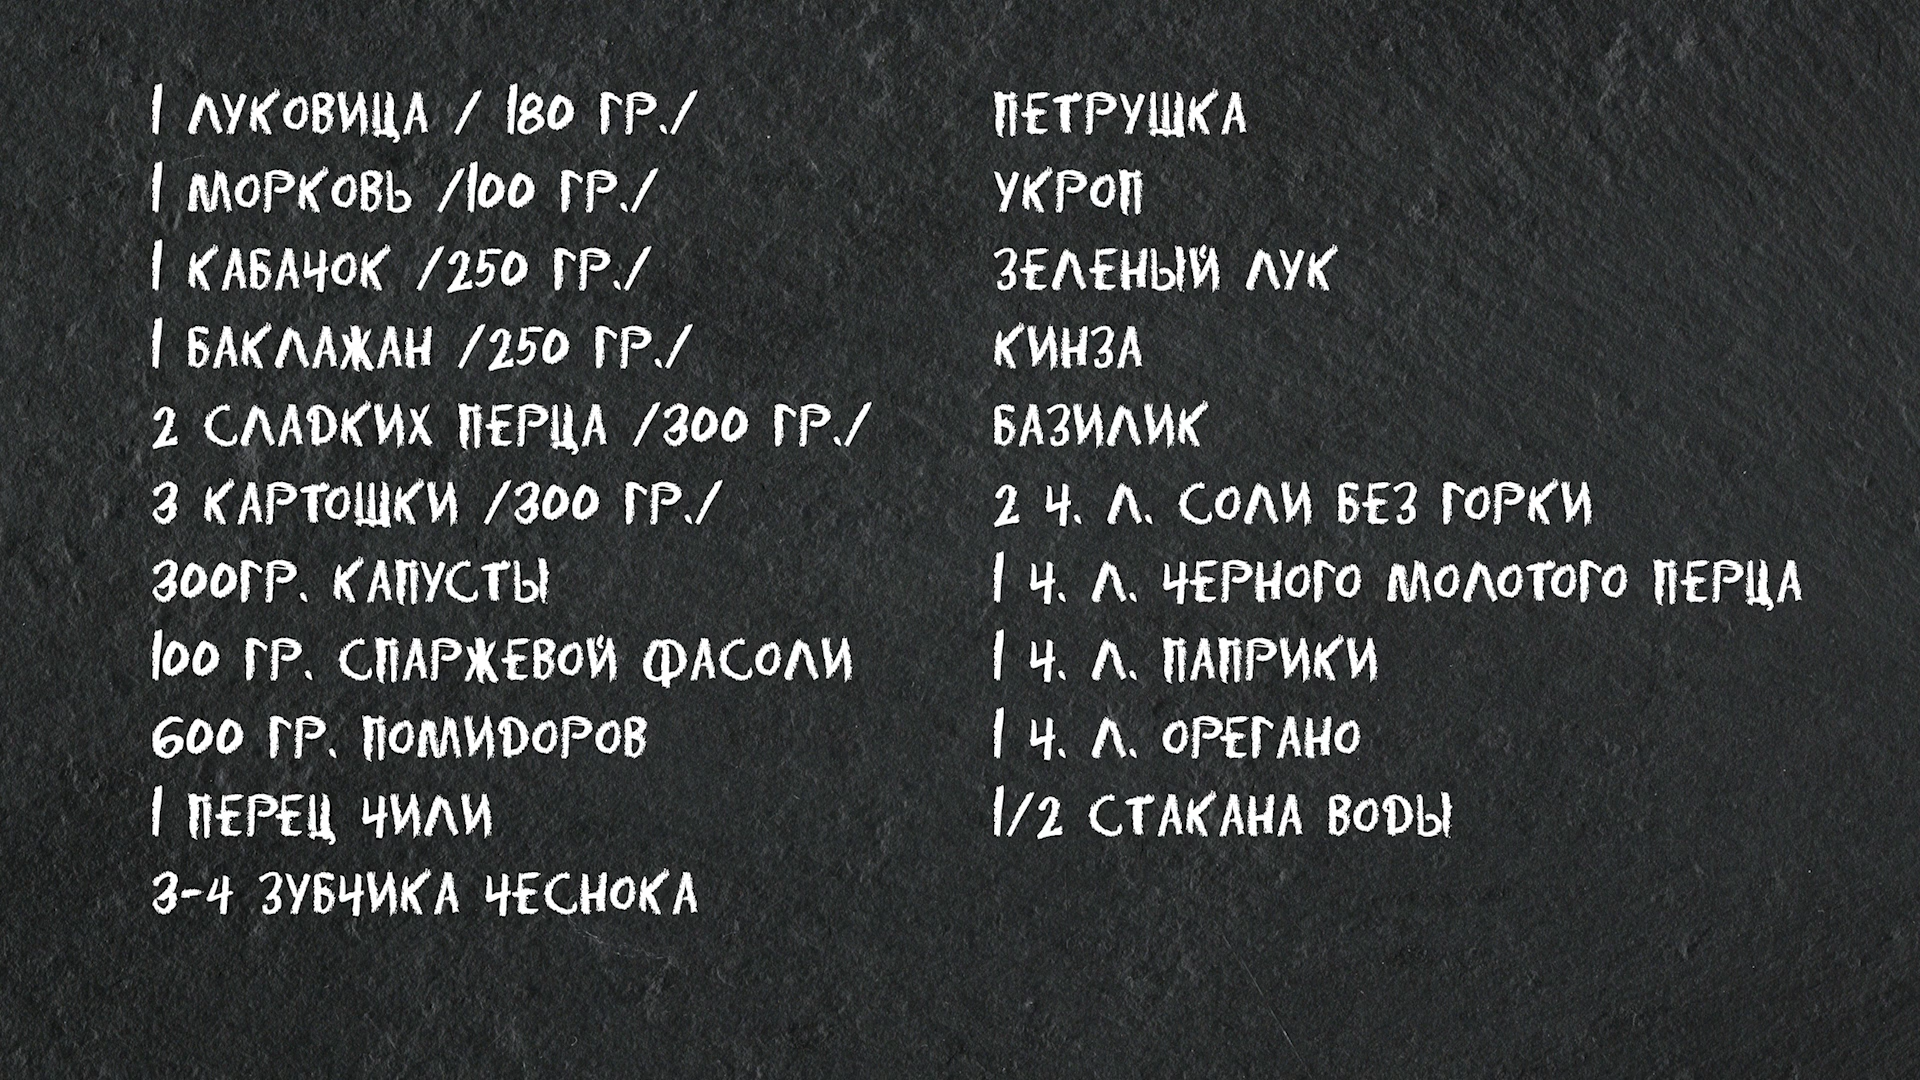 1 ЛУКОВИЦА / 180 ГР./
1 МОРКОВЬ /100 ГР./
1 КАБАЧОК /250 ГР./
1 БАКЛАЖАН /250 ГР./
2 СЛАДКИХ ПЕРЦА /300 ГР./
3 КАРТОШКИ /300 ГР./
300ГР. КАПУСТЫ
100 ГР. СПАРЖЕВОЙ ФАСОЛИ
600 ГР. ПОМИДОРОВ
1 ПЕРЕЦ ЧИЛИ
3-4 ЗУБЧИКА ЧЕСНОКА
ПЕТРУШКА
УКРОП
ЗЕЛЕНЫЙ ЛУК
КИНЗА
БАЗИЛИК
2 Ч. Л. СОЛИ БЕЗ ГОРКИ
1 Ч. Л. ЧЕРНОГО МОЛОТОГО ПЕРЦА
1 Ч. Л. ПАПРИКИ
1 Ч. Л. ОРЕГАНО
1/2 СТАКАНА ВОДЫ